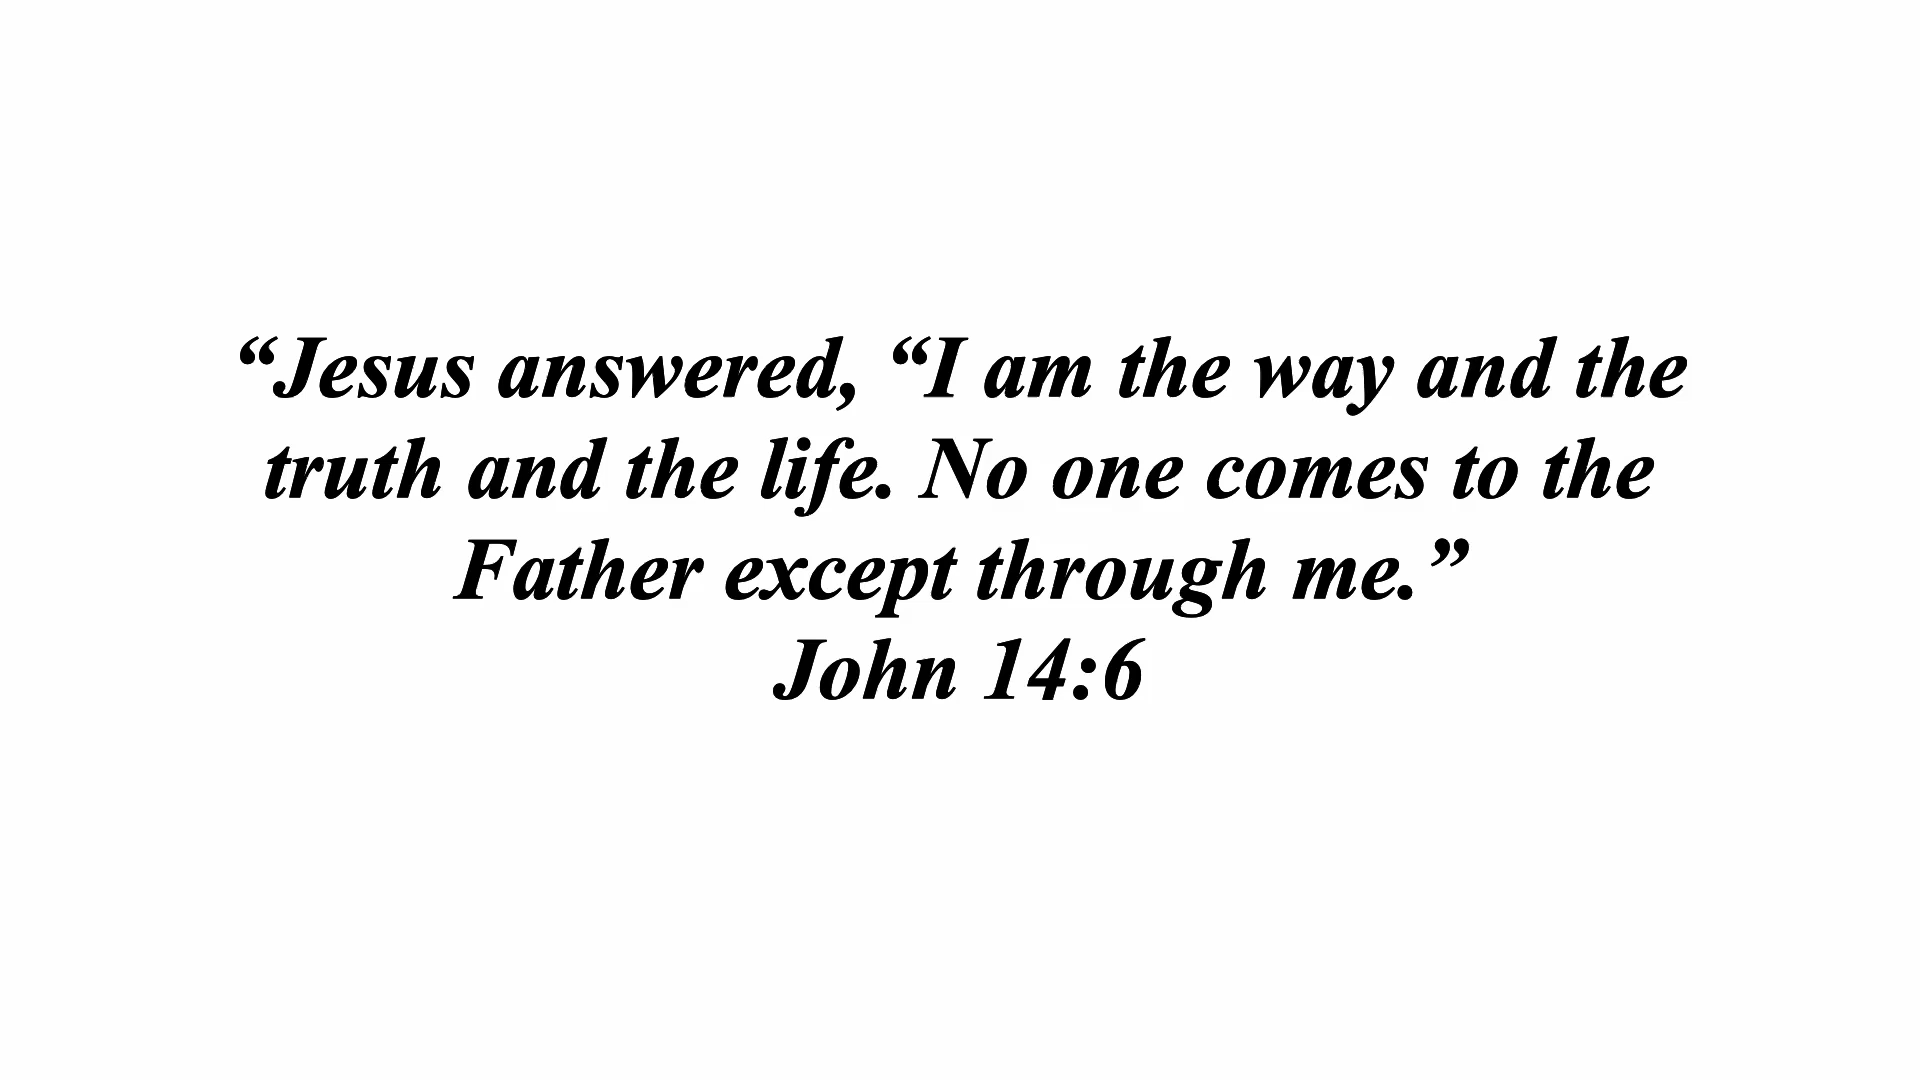 “Jesus answered, “I am the way and the
truth and the life. No one comes to the
Father except through me.”
John 14:6